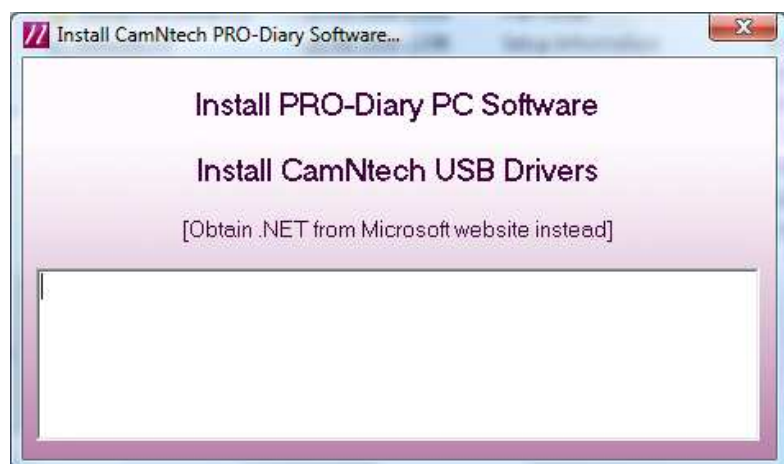 Install CamNtech PRO-Diary Software...
Install PRO-Diary PC Software
Install CamNtech USB Drivers
[Obtain .NET from Microsoft website instead]